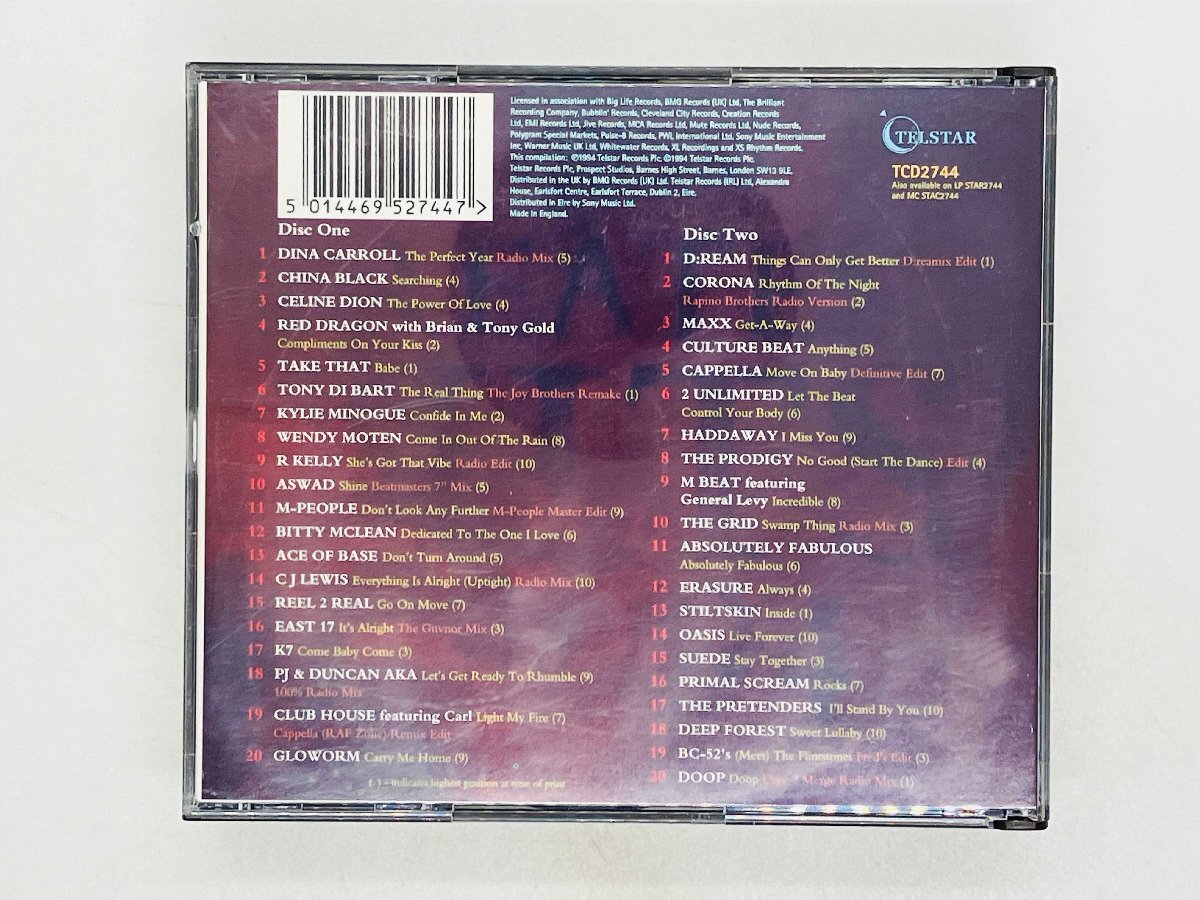 5 014469 527447 >
Licensed in association with Big Life Records, BMG Records (UK) Ltd, The Brilliant
Recording Company, Bubblin' Records, Cleveland City Records, Creation Records
Ltd, EMI Records Ltd, Jive Records, MCA Records Ltd, Mute Records Ltd, Nude Records,
Polygram Special Markets, Pulse-8 Records, PWL International Ltd, Sony Music Entertainment
Inc, Warner Music UK Ltd, Whitewater Records, XL Recordings and XS Rhythm Records.
This compilation: ℗1994 Telstar Records Plc. ©1994 Telstar Records Plc.
Telstar Records Plc, Prospect Studios, Barnes High Street, Barnes, London SW13 9LE.
Distributed in the UK by BMG Records (UK) Ltd. Telstar Records (IRL) Ltd, Alexandra
House, Earlsfort Centre, Earlsfort Terrace, Dublin 2, Eire.
Distributed in Eire by Sony Music Ltd.
Made in England.
TELSTAR
TCD2744
Also available on LP STAR2744
and MC STAC2744
Disc One
1 DINA CARROLL The Perfect Year Radio Mix (5)
2 CHINA BLACK Searching (4)
3 CELINE DION The Power Of Love (4)
4 RED DRAGON with Brian & Tony Gold
Compliments On Your Kiss (2)
5 TAKE THAT Babe (1)
6 TONY DI BART The Real Thing The Joy Brothers Remake (1)
7 KYLIE MINOGUE Confide In Me (2)
8 WENDY MOTEN Come In Out Of The Rain (8)
9 R KELLY She's Got That Vibe Radio Edit (10)
10 ASWAD Shine Beatmasters 7" Mix (5)
11 M-PEOPLE Don't Look Any Further M-People Master Edit (9)
12 BITTY MCLEAN Dedicated To The One I Love (6)
13 ACE OF BASE Don't Turn Around (5)
14 C J LEWIS Everything Is Alright (Uptight) Radio Mix (10)
15 REEL 2 REAL Go On Move (7)
16 EAST 17 It's Alright The Guvnor Mix (3)
17 K7 Come Baby Come (3)
18 PJ & DUNCAN AKA Let's Get Ready To Rhumble (9)
100% Radio Mix
19 CLUB HOUSE featuring Carl Light My Fire (7)
Cappella (RAF Zone) Remix Edit
20 GLOWORM Carry Me Home (9)
( ) - indicates highest position at time of print
Disc Two
1 D:REAM Things Can Only Get Better D:reamix Edit (1)
2 CORONA Rhythm Of The Night
Rapino Brothers Radio Version (2)
3 MAXX Get-A-Way (4)
4 CULTURE BEAT Anything (5)
5 CAPPELLA Move On Baby Definitive Edit (7)
6 2 UNLIMITED Let The Beat
Control Your Body (6)
7 HADDAWAY I Miss You (9)
8 THE PRODIGY No Good (Start The Dance) Edit (4)
9 M BEAT featuring
General Levy Incredible (8)
10 THE GRID Swamp Thing Radio Mix (3)
11 ABSOLUTELY FABULOUS
Absolutely Fabulous (6)
12 ERASURE Always (4)
13 STILTSKIN Inside (1)
14 OASIS Live Forever (10)
15 SUEDE Stay Together (3)
16 PRIMAL SCREAM Rocks (7)
17 THE PRETENDERS I'll Stand By You (10)
18 DEEP FOREST Sweet Lullaby (10)
19 BC-52's (Meet) The Flintstones Fred's Edit (3)
20 DOOP Doop Merge Radio Mix (1)